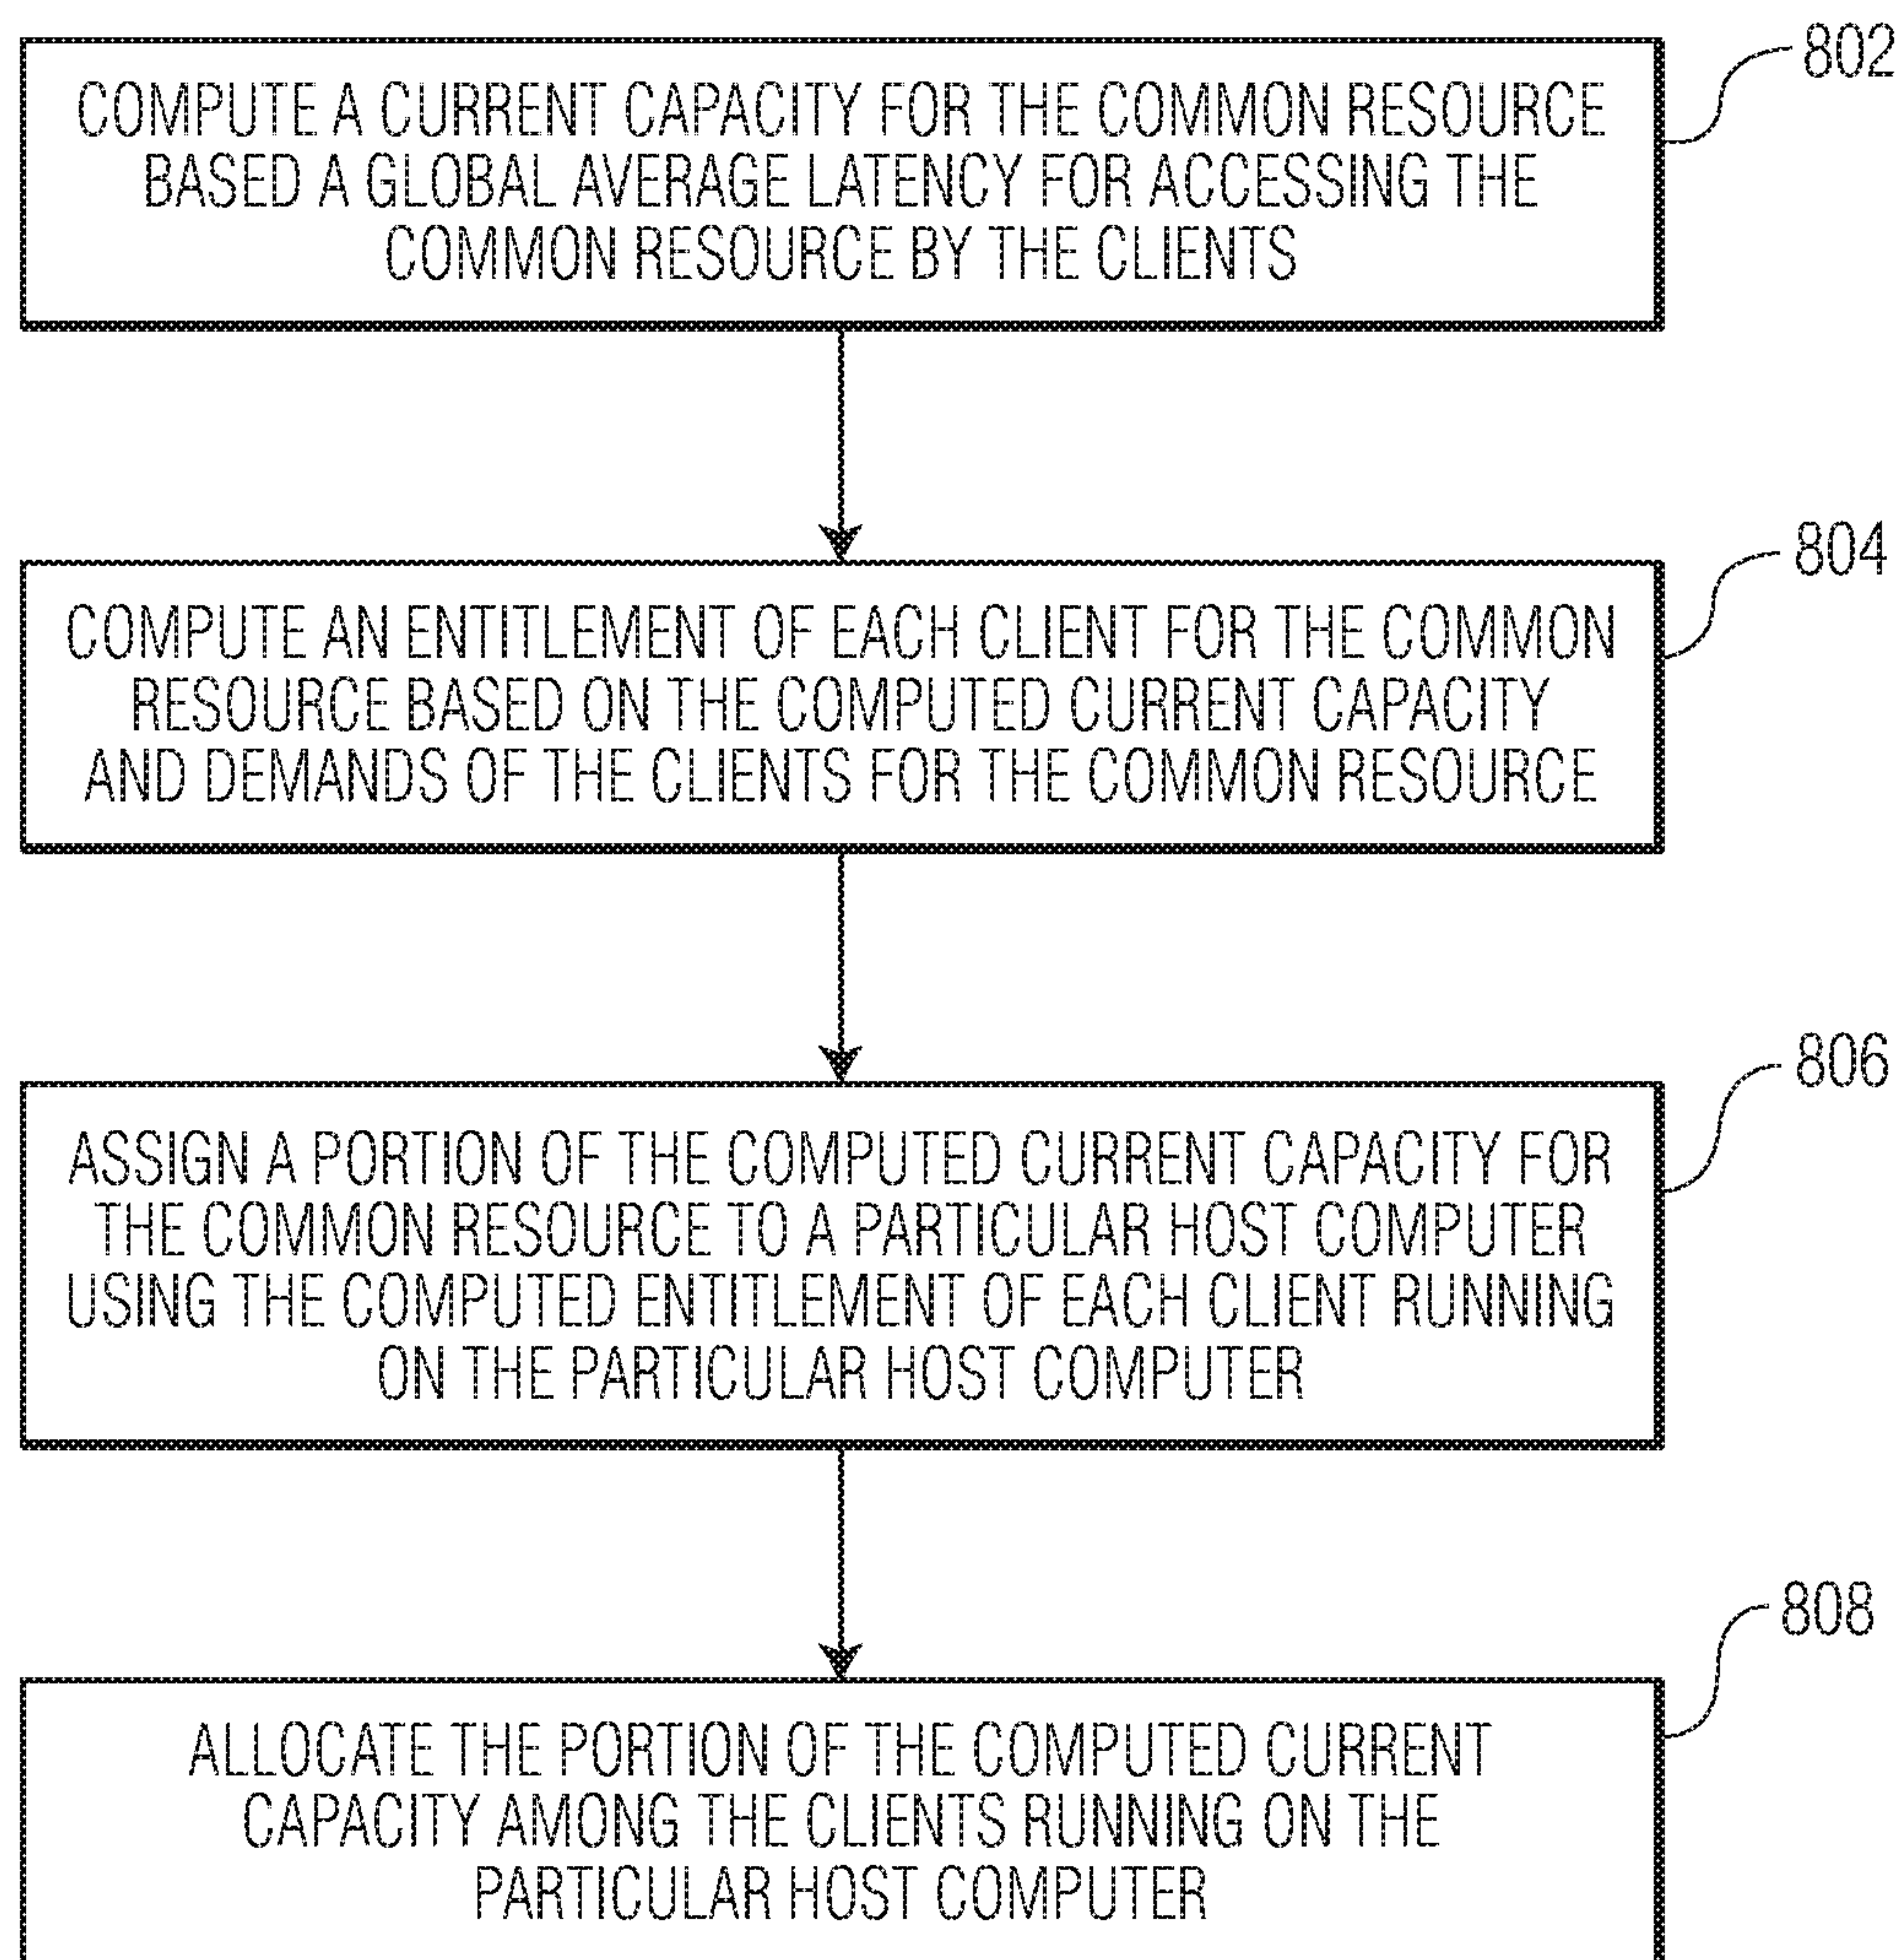 802
COMPUTE A CURRENT CAPACITY FOR THE COMMON RESOURCE
BASED A GLOBAL AVERAGE LATENCY FOR ACCESSING THE
COMMON RESOURCE BY THE CLIENTS
804
COMPUTE AN ENTITLEMENT OF EACH CLIENT FOR THE COMMON
RESOURCE BASED ON THE COMPUTED CURRENT CAPACITY
AND DEMANDS OF THE CLIENTS FOR THE COMMON RESOURCE
806
ASSIGN A PORTION OF THE COMPUTED CURRENT CAPACITY FOR
THE COMMON RESOURCE TO A PARTICULAR HOST COMPUTER
USING THE COMPUTED ENTITLEMENT OF EACH CLIENT RUNNING
ON THE PARTICULAR HOST COMPUTER
808
ALLOCATE THE PORTION OF THE COMPUTED CURRENT
CAPACITY AMONG THE CLIENTS RUNNING ON THE
PARTICULAR HOST COMPUTER